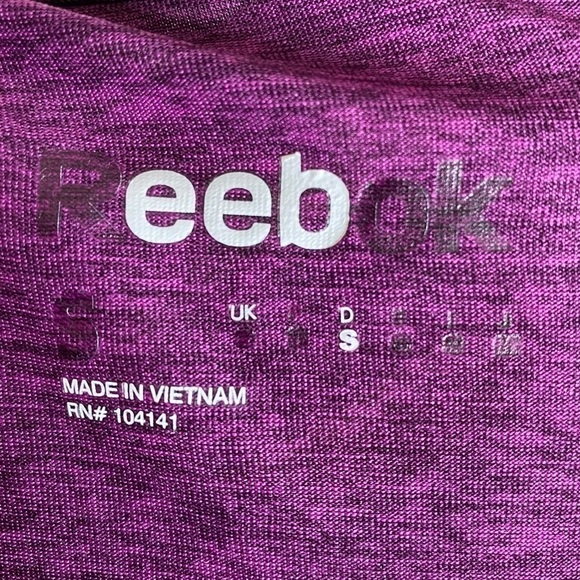 Reebok
S UK D
S
MADE IN VIETNAM
RN# 104141